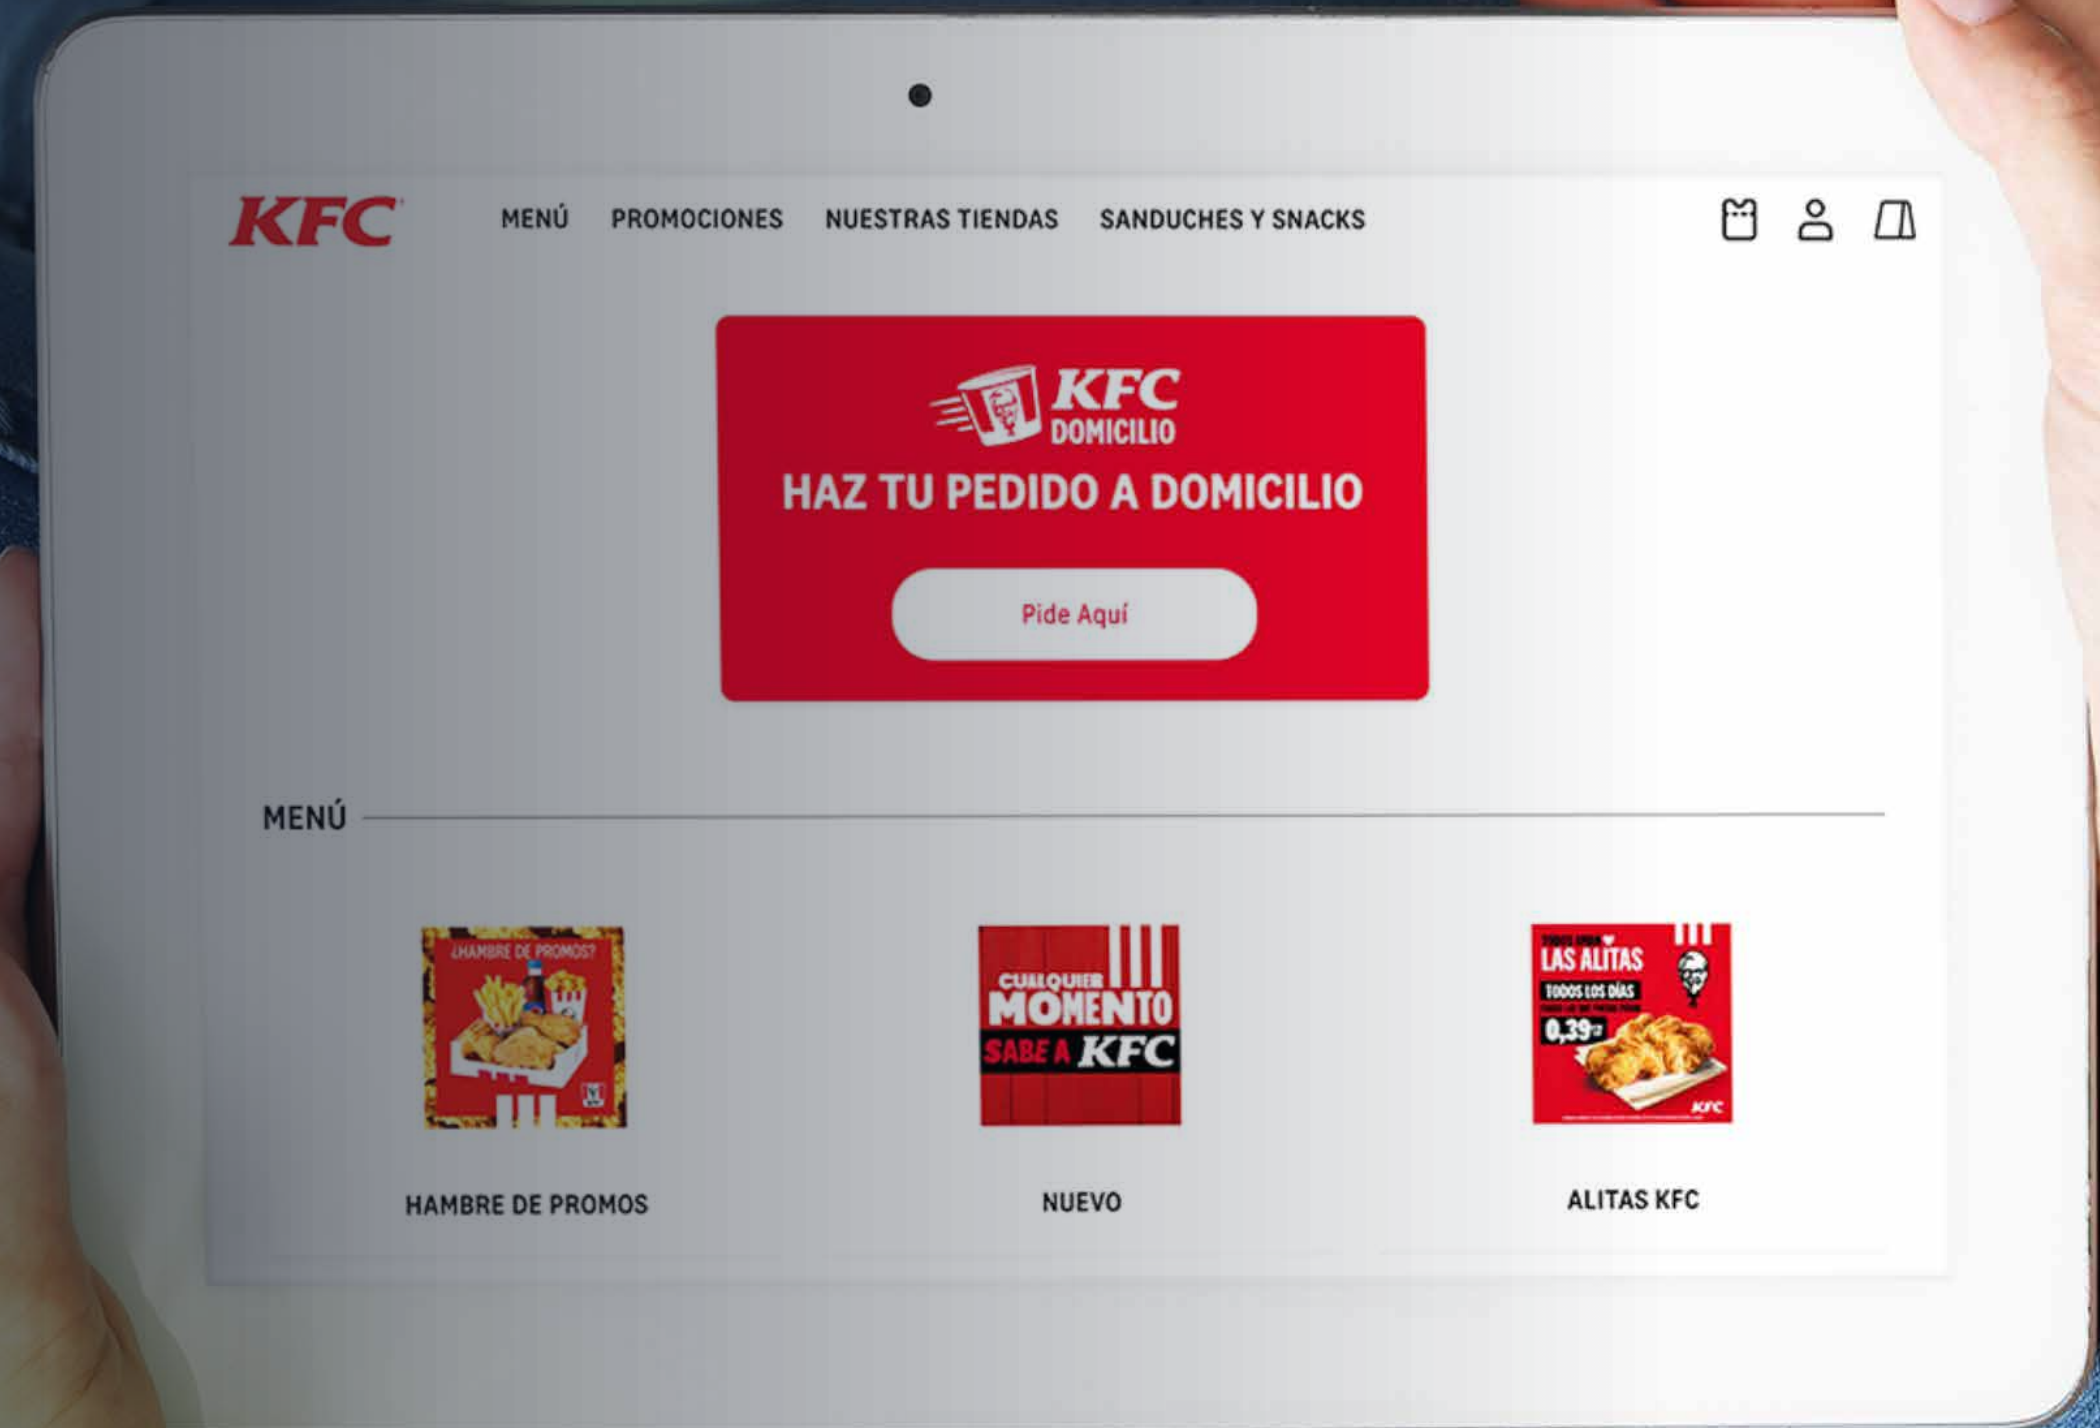 KFC
MENÚ PROMOCIONES NUESTRAS TIENDAS SANDUCHES Y SNACKS
KFC
DOMICILIO
HAZ TU PEDIDO A DOMICILIO
Pide Aquí
MENÚ
¿HAMBRE DE PROMOS?
CUALQUIER
MOMENTO
SABE A KFC
LAS ALITAS
TODOS LOS DÍAS
0,39
KFC
HAMBRE DE PROMOS
NUEVO
ALITAS KFC